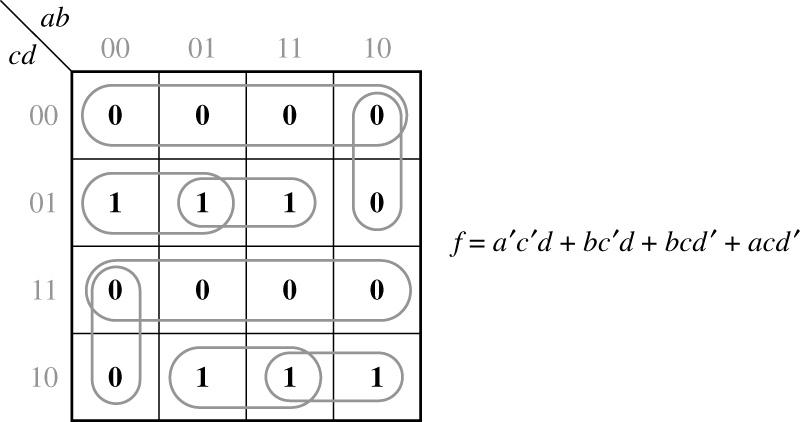 ab
cd
00 01 11 10
00 0 0 0 0
01 1 1 1 0
f = a′c′d + bc′d + bcd′ + acd′
11 0 0 0 0
10 0 1 1 1